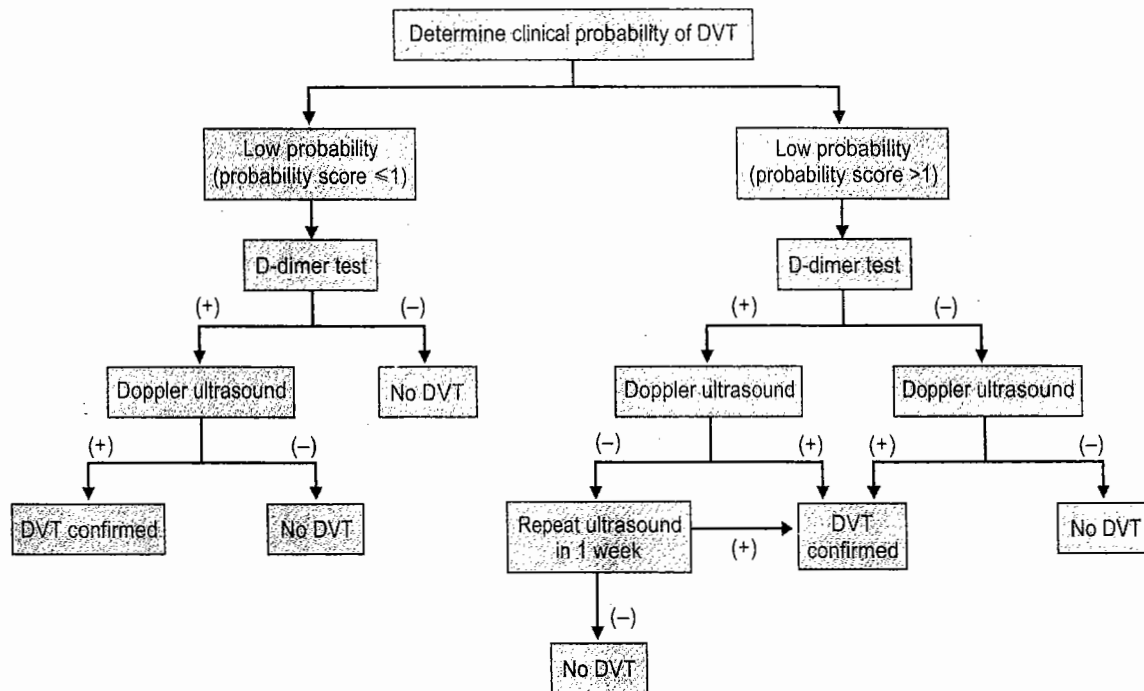 Determine clinical probability of DVT
Low probability
(probability score ⩽1)
Low probability
(probability score >1)
D-dimer test
D-dimer test
(+)
(–)
(+)
(–)
Doppler ultrasound
No DVT
Doppler ultrasound
Doppler ultrasound
(+)
(–)
(–)
(+)
(+)
(–)
DVT confirmed
No DVT
Repeat ultrasound
in 1 week
(+)
DVT
confirmed
No DVT
(–)
No DVT